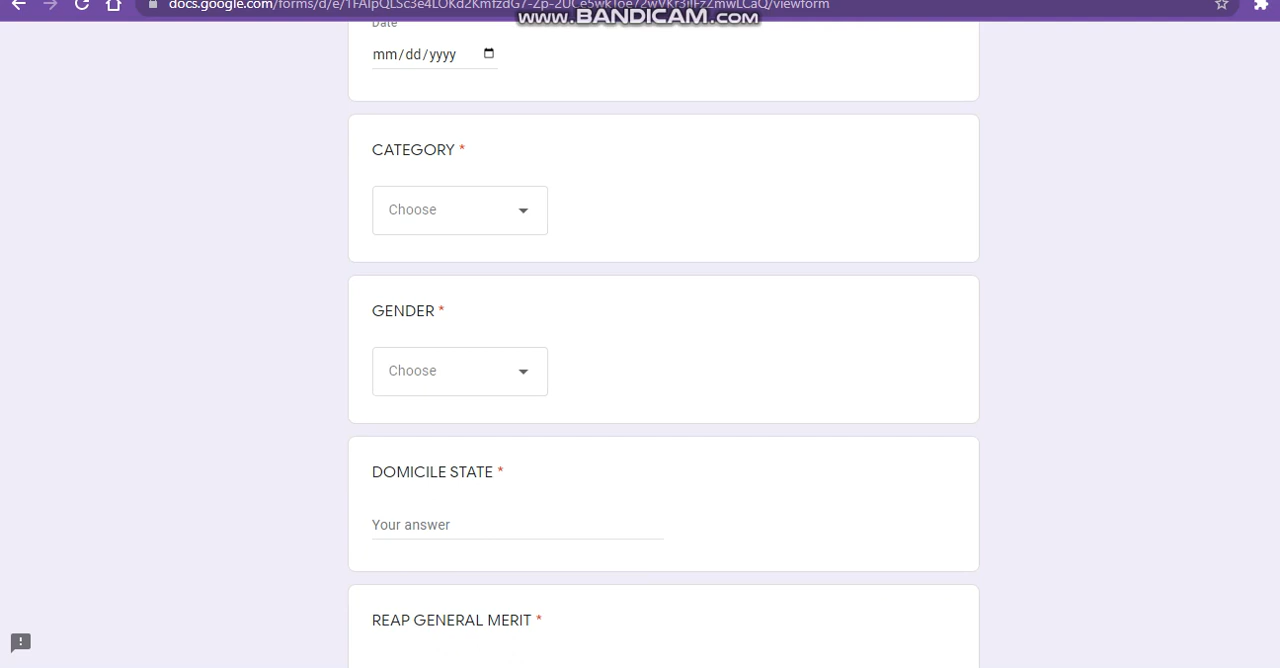 docs.google.com/forms/d/e/
www.BANDICAM.com
Date
mm/dd/yyyy
CATEGORY *
Choose
GENDER *
Choose
DOMICILE STATE *
Your answer
REAP GENERAL MERIT *